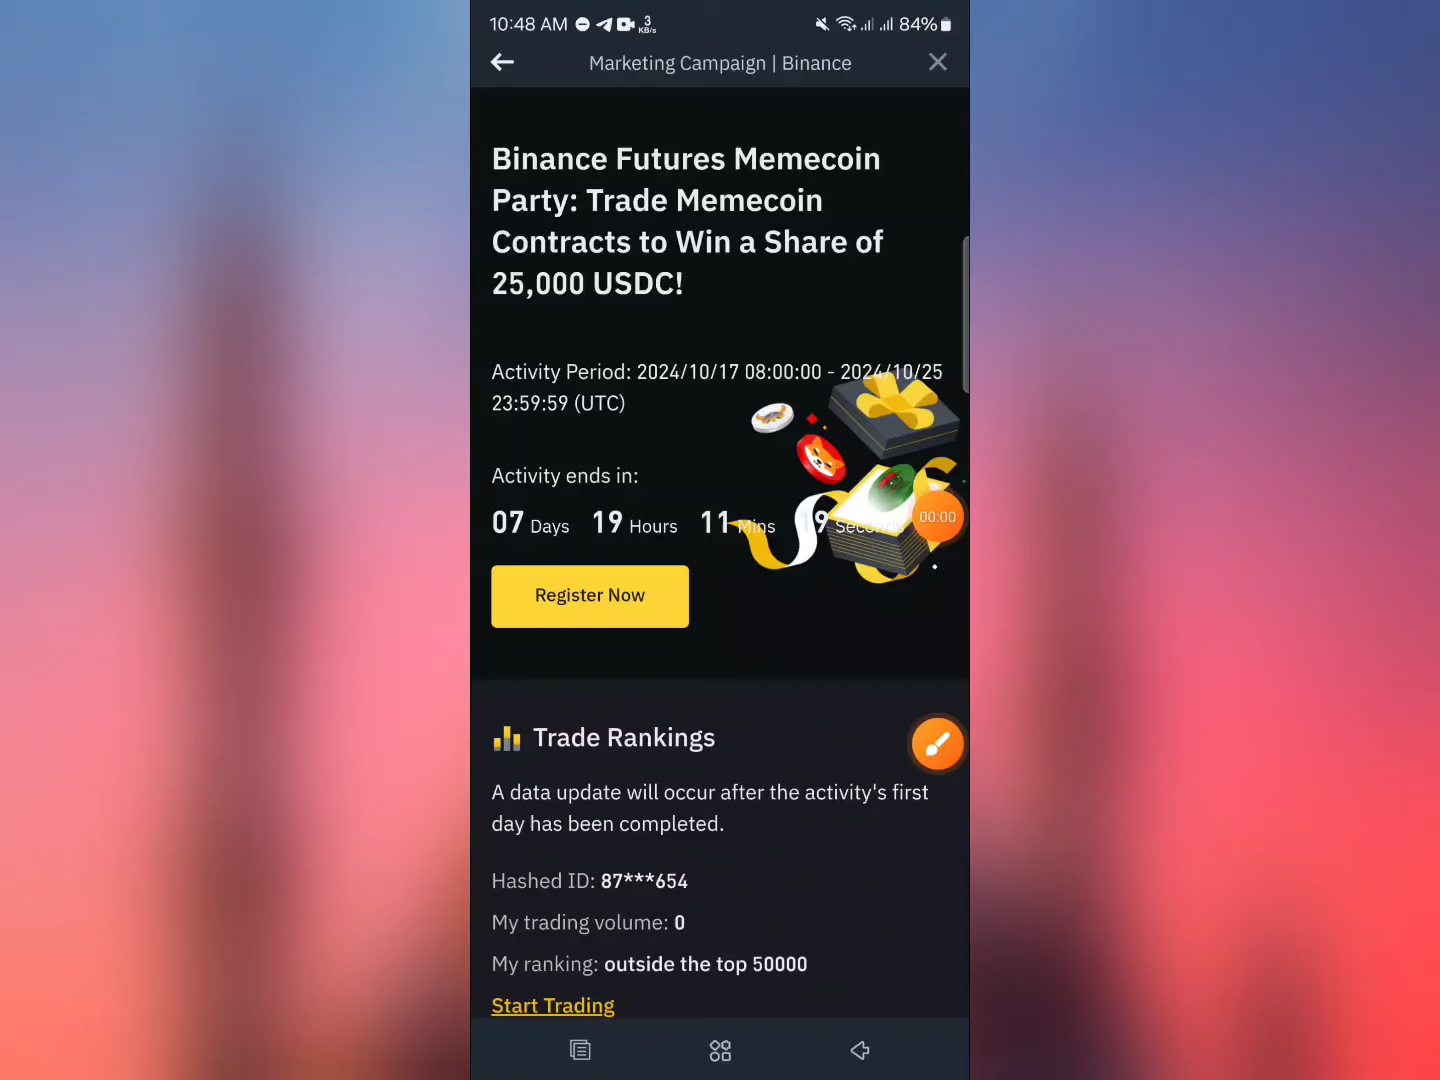 10:48 AM 3 KB/s 84%
Marketing Campaign | Binance
Binance Futures Memecoin
Party: Trade Memecoin
Contracts to Win a Share of
25,000 USDC!
Activity Period: 2024/10/17 08:00:00 - 2024/10/25
23:59:59 (UTC)
Activity ends in:
07 Days 19 Hours 11 Mins 19 Seconds
00:00
Register Now
Trade Rankings
A data update will occur after the activity's first
day has been completed.
Hashed ID: 87***654
My trading volume: 0
My ranking: outside the top 50000
Start Trading